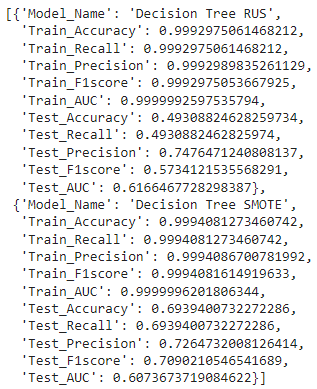 [{'Model_Name': 'Decision Tree RUS',
'Train_Accuracy': 0.9992975061468212,
'Train_Recall': 0.9992975061468212,
'Train_Precision': 0.9992989835261129,
'Train_F1score': 0.9992975053667925,
'Train_AUC': 0.9999992597535794,
'Test_Accuracy': 0.49308824628259734,
'Test_Recall': 0.4930882462825974,
'Test_Precision': 0.7476471240808137,
'Test_F1score': 0.5734121535568291,
'Test_AUC': 0.6166467728298387},
{'Model_Name': 'Decision Tree SMOTE',
'Train_Accuracy': 0.9994081273460742,
'Train_Recall': 0.9994081273460742,
'Train_Precision': 0.9994086700781992,
'Train_F1score': 0.9994081614919633,
'Train_AUC': 0.9999996201806344,
'Test_Accuracy': 0.6939400732272286,
'Test_Recall': 0.6939400732272286,
'Test_Precision': 0.7264732008126414,
'Test_F1score': 0.7090210546541689,
'Test_AUC': 0.6073673719084622}]